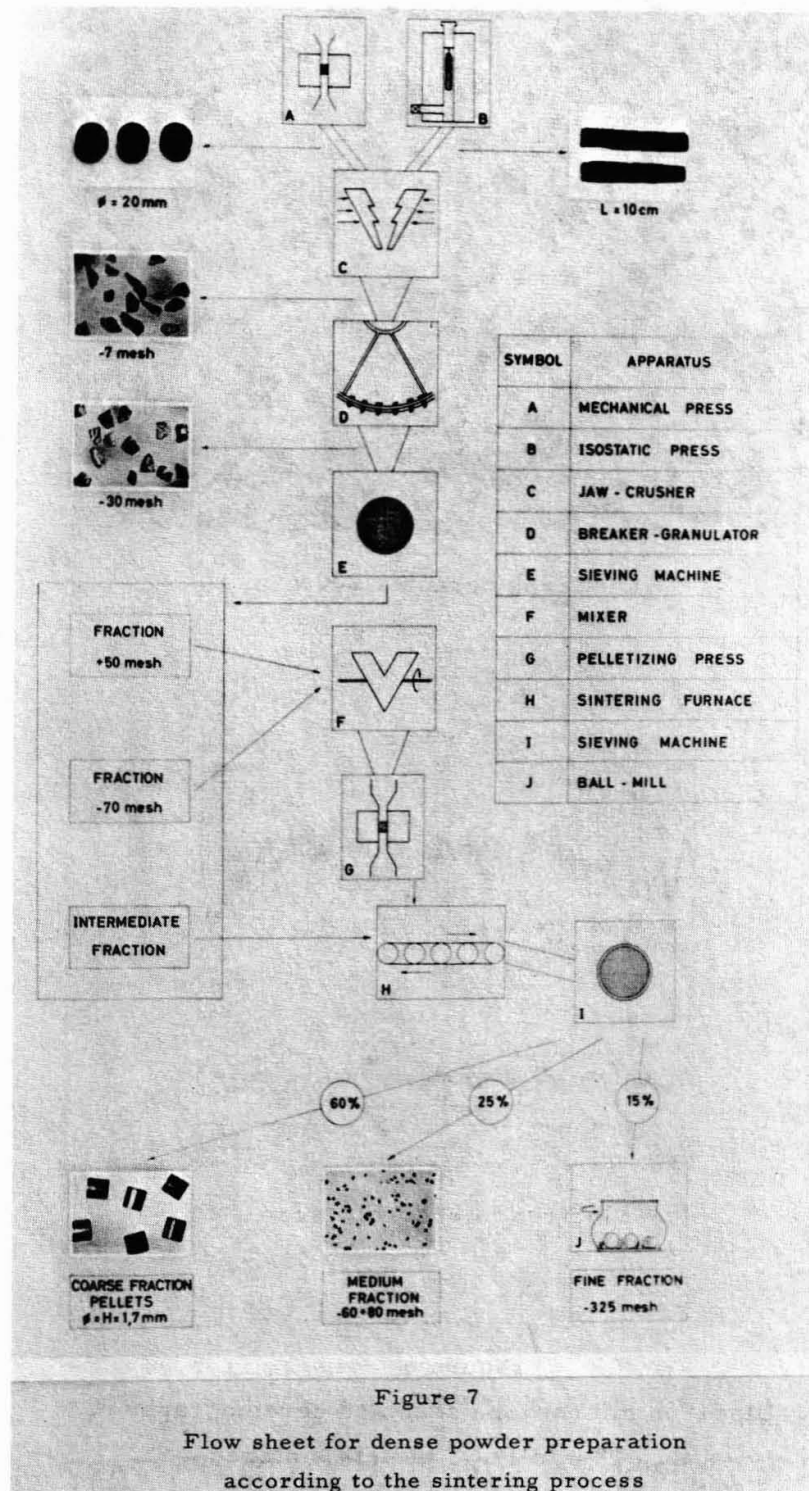 A
B
ø = 20mm
L = 10cm
C
-7 mesh
D
-30 mesh
E
SYMBOL APPARATUS
A MECHANICAL PRESS
B ISOSTATIC PRESS
C JAW - CRUSHER
D BREAKER - GRANULATOR
E SIEVING MACHINE
F MIXER
G PELLETIZING PRESS
H SINTERING FURNACE
I SIEVING MACHINE
J BALL - MILL
FRACTION
+50 mesh
F
FRACTION
-70 mesh
G
INTERMEDIATE
FRACTION
H
I
60%
25%
15%
J
COARSE FRACTION
PELLETS
ø = H = 1,7 mm
MEDIUM
FRACTION
-60+80 mesh
FINE FRACTION
-325 mesh
Figure 7
Flow sheet for dense powder preparation
according to the sintering process